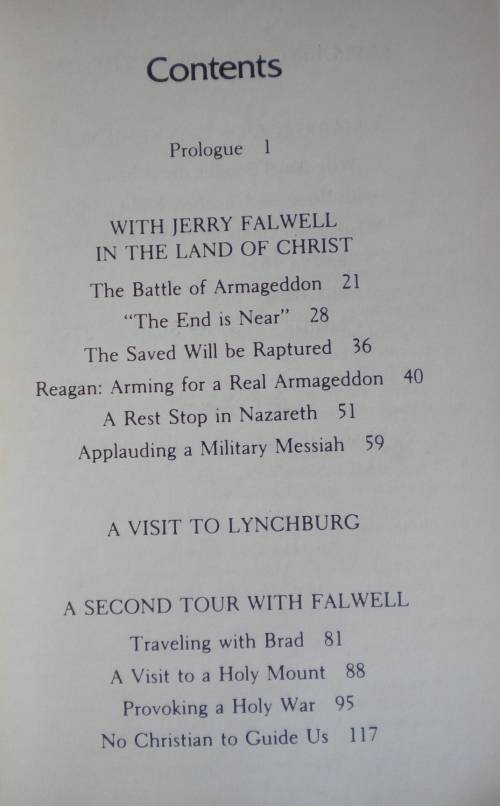 Contents
Prologue 1
WITH JERRY FALWELL
IN THE LAND OF CHRIST
The Battle of Armageddon 21
"The End is Near" 28
The Saved Will be Raptured 36
Reagan: Arming for a Real Armageddon 40
A Rest Stop in Nazareth 51
Applauding a Military Messiah 59
A VISIT TO LYNCHBURG
A SECOND TOUR WITH FALWELL
Traveling with Brad 81
A Visit to a Holy Mount 88
Provoking a Holy War 95
No Christian to Guide Us 117